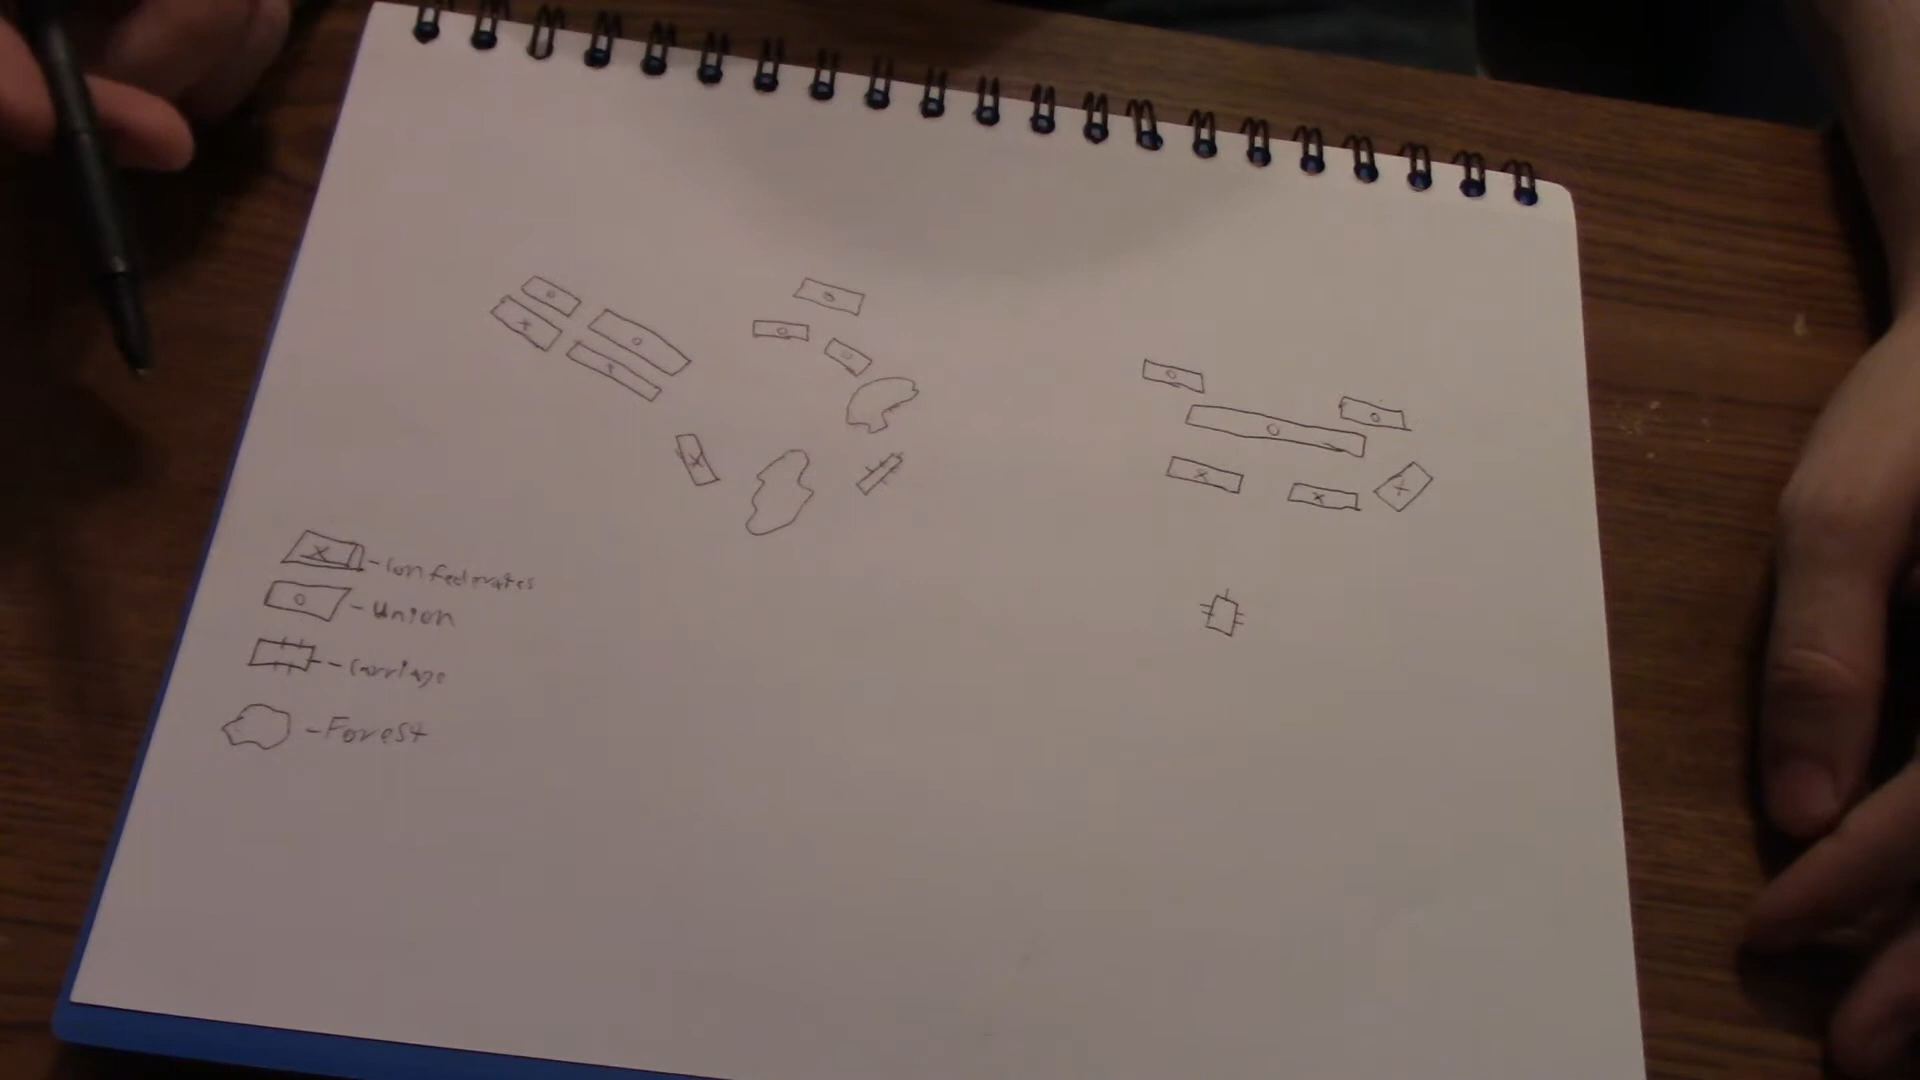 x - Confederates
o - Union
- Carriage
- Forest